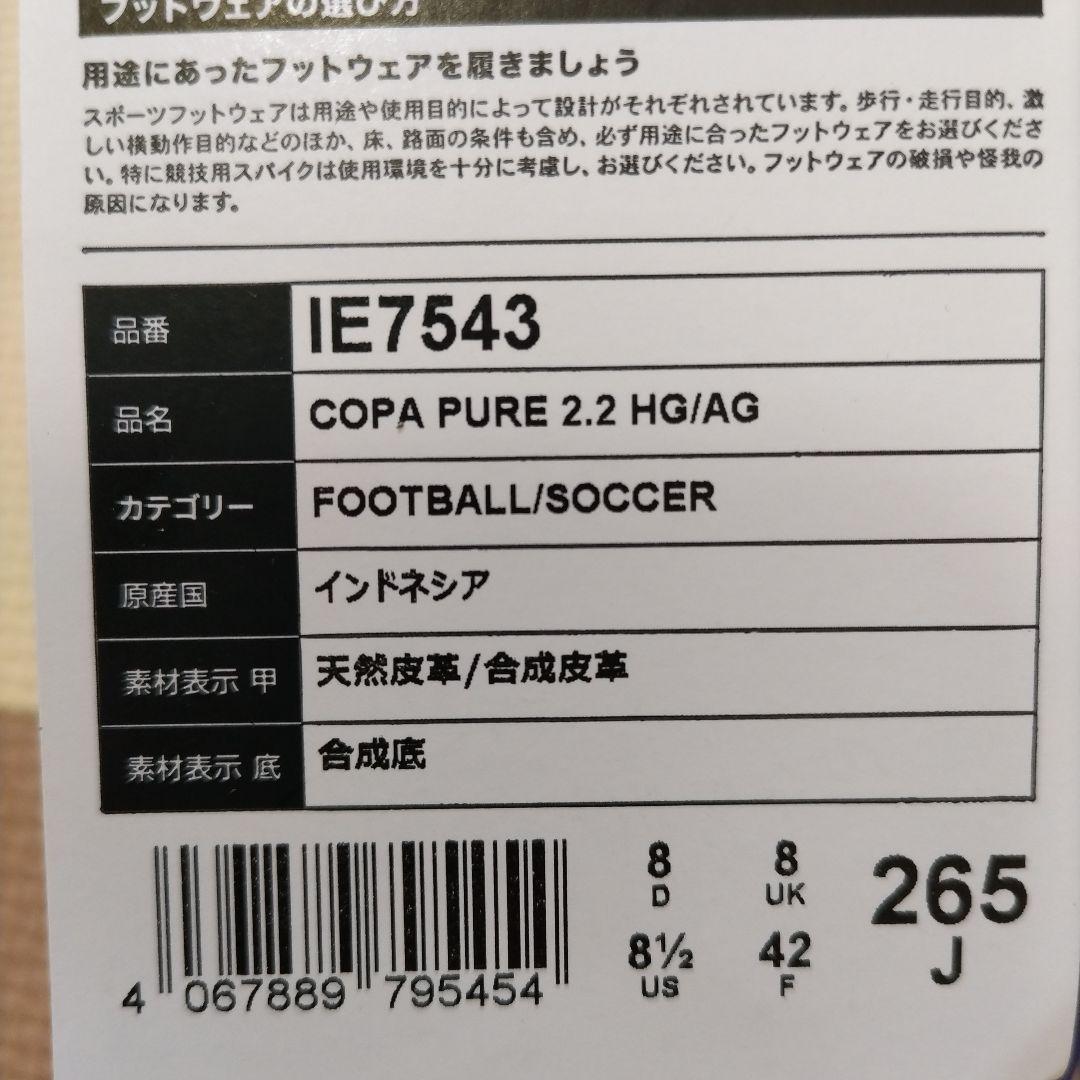 フットウェアの選び方
用途にあったフットウェアを履きましょう
スポーツフットウェアは用途や使用目的によって設計がそれぞれされています。歩行・走行目的、激
しい横動作目的などのほか、床、路面の条件も含め、必ず用途に合ったフットウェアをお選びくださ
い。特に競技用スパイクは使用環境を十分に考慮し、お選びください。フットウェアの破損や怪我の
原因になります。
品番 IE7543
品名 COPA PURE 2.2 HG/AG
カテゴリー FOOTBALL/SOCCER
原産国 インドネシア
素材表示 甲 天然皮革/合成皮革
素材表示 底 合成底
8 8 265
D UK
8½ 42 J
US F
4 067889 795454